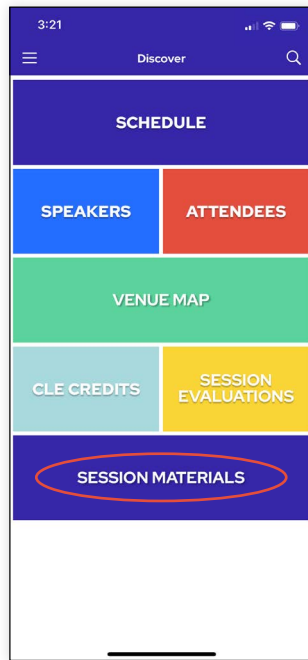 3:21
Discover
SCHEDULE
SPEAKERS
ATTENDEES
VENUE MAP
CLE CREDITS
SESSION
EVALUATIONS
SESSION MATERIALS